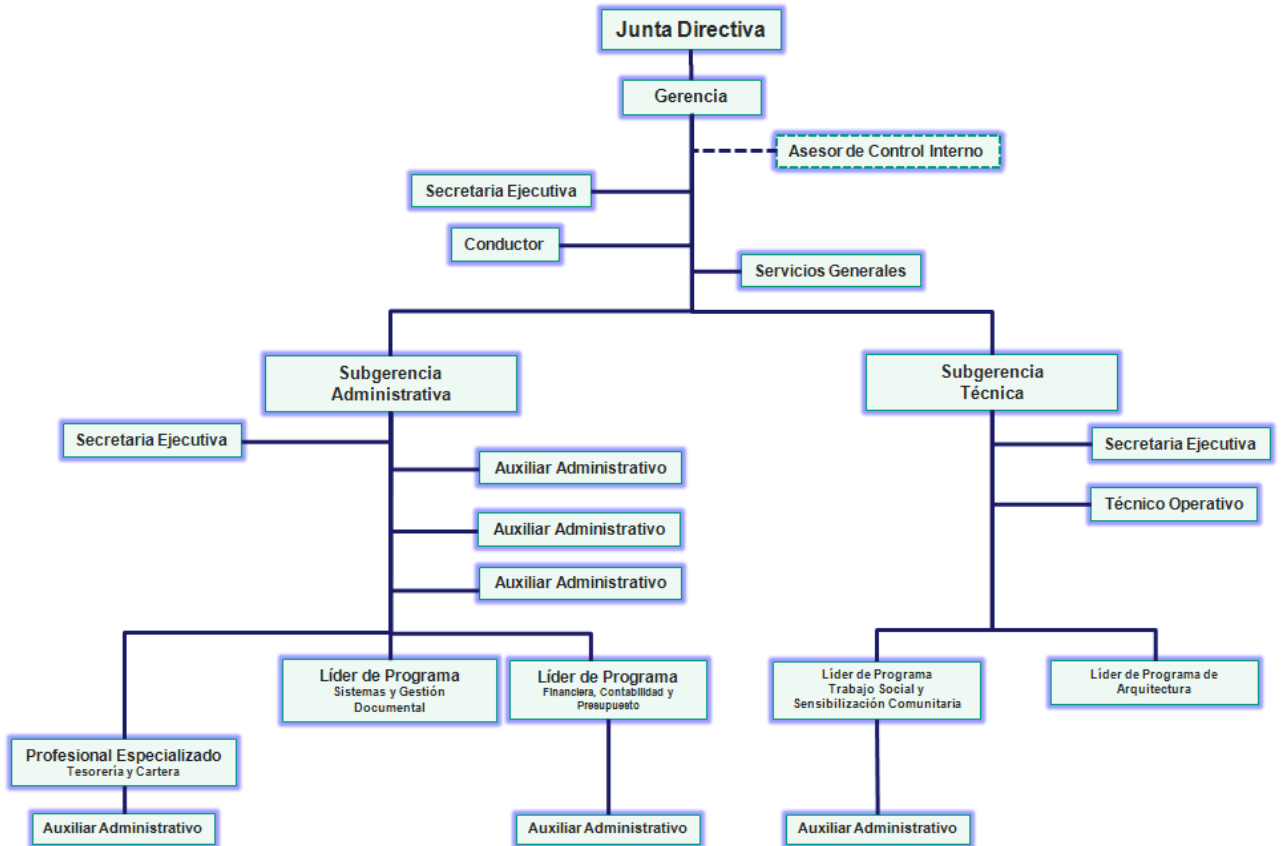 Junta Directiva
Gerencia
Asesor de Control Interno
Secretaria Ejecutiva
Conductor
Servicios Generales
Subgerencia
Administrativa
Subgerencia
Técnica
Secretaria Ejecutiva
Secretaria Ejecutiva
Auxiliar Administrativo
Técnico Operativo
Auxiliar Administrativo
Auxiliar Administrativo
Líder de Programa
Sistemas y Gestión
Documental
Líder de Programa
Financiera, Contabilidad y
Presupuesto
Líder de Programa
Trabajo Social y
Sensibilización Comunitaria
Líder de Programa de
Arquitectura
Profesional Especializado
Tesorería y Cartera
Auxiliar Administrativo
Auxiliar Administrativo
Auxiliar Administrativo